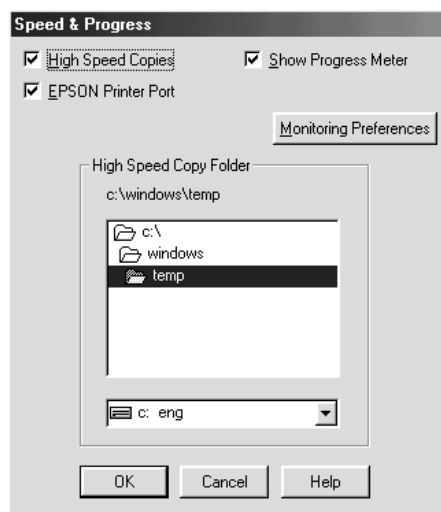 Speed & Progress
High Speed Copies
Show Progress Meter
EPSON Printer Port
Monitoring Preferences
High Speed Copy Folder
c:\windows\temp
c:\
windows
temp
c: eng
OK
Cancel
Help